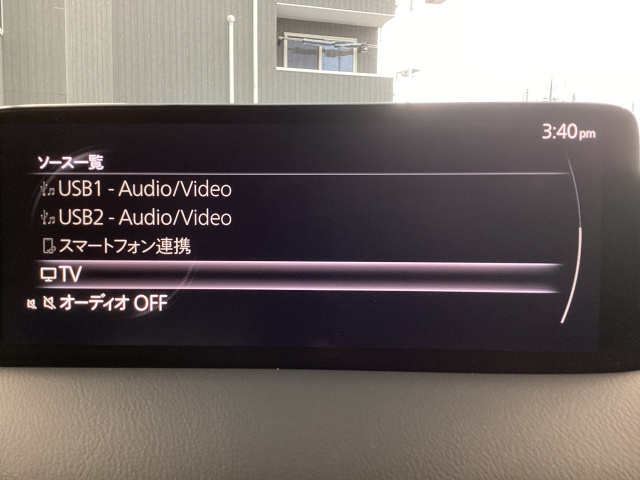 3:40pm
ソース一覧
USB1 - Audio/Video
USB2 - Audio/Video
スマートフォン連携
TV
オーディオ OFF